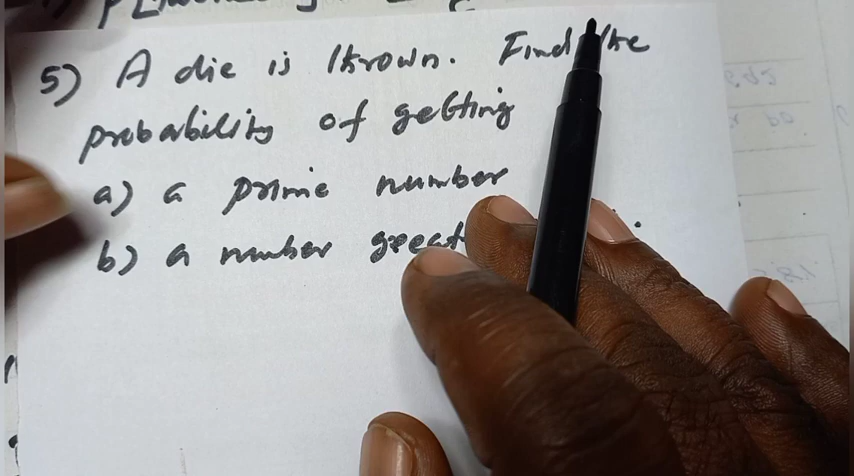 5) A die is thrown. Find the
probability of getting
a) a prime number
b) a number great